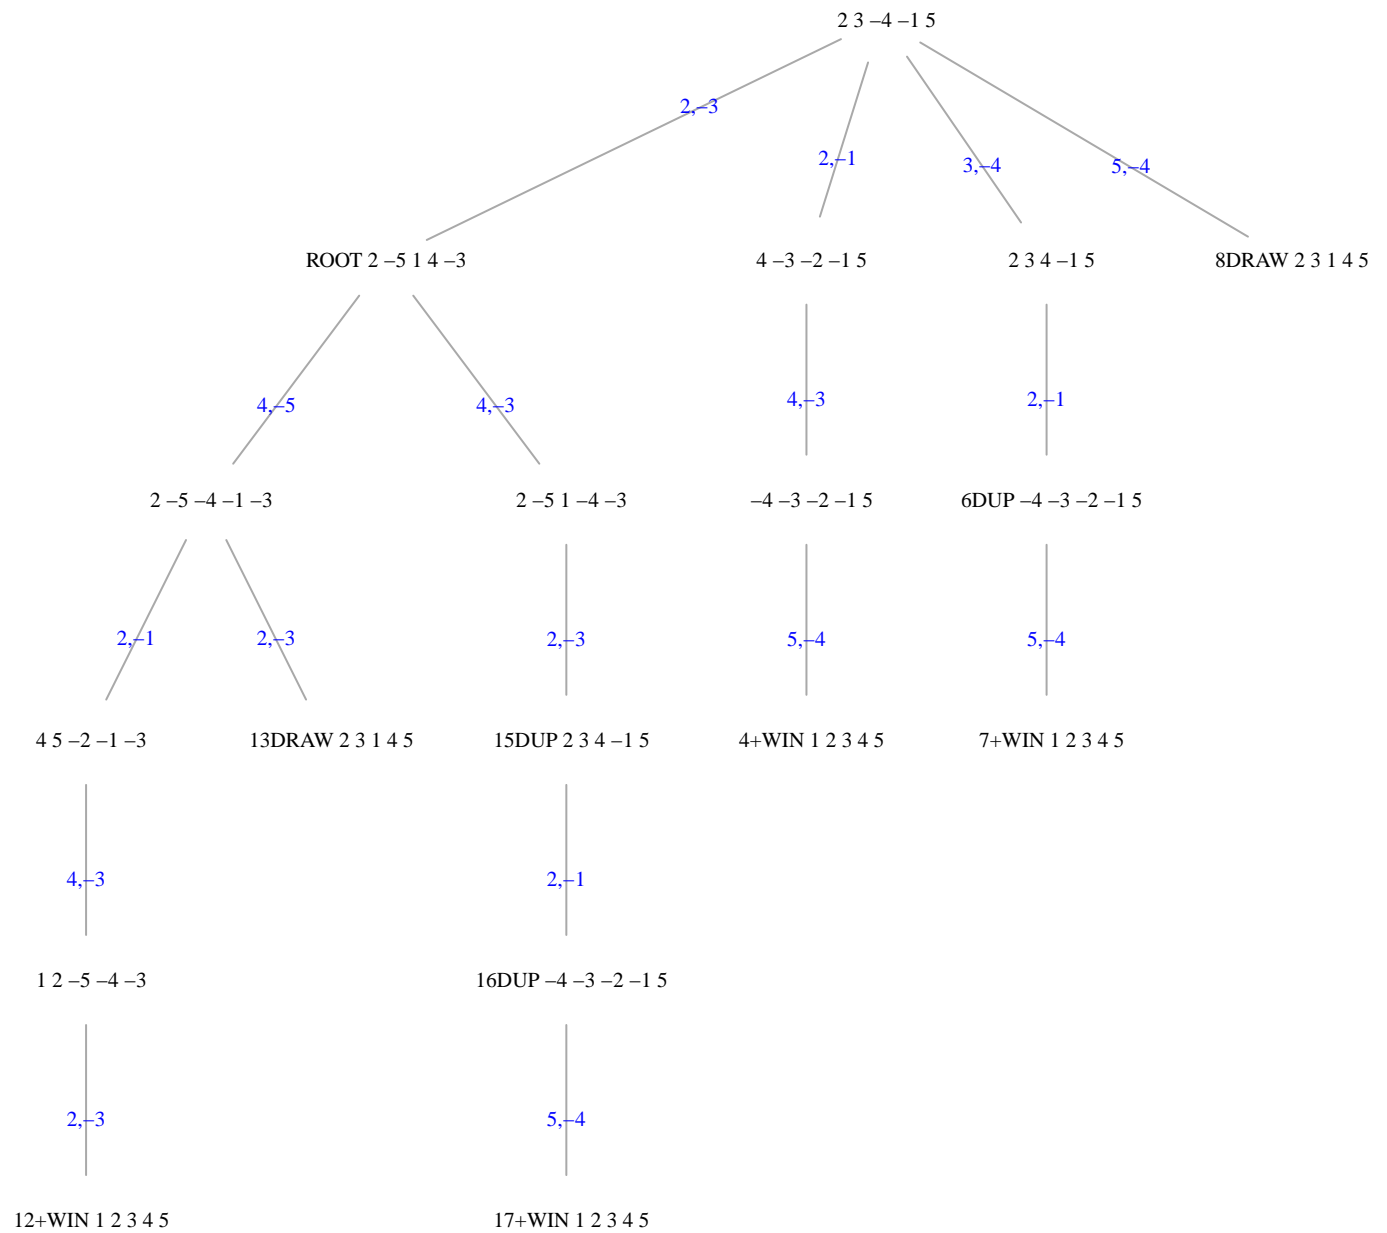 2 3 –4 –1 5
2,–3
2,–1
3,–4
5,–4
ROOT 2 –5 1 4 –3
4 –3 –2 –1 5
2 3 4 –1 5
8DRAW 2 3 1 4 5
4,–5
4,–3
4,–3
2,–1
2 –5 –4 –1 –3
2 –5 1 –4 –3
–4 –3 –2 –1 5
6DUP –4 –3 –2 –1 5
2,–1
2,–3
2,–3
5,–4
5,–4
4 5 –2 –1 –3
13DRAW 2 3 1 4 5
15DUP 2 3 4 –1 5
4+WIN 1 2 3 4 5
7+WIN 1 2 3 4 5
4,–3
2,–1
1 2 –5 –4 –3
16DUP –4 –3 –2 –1 5
2,–3
5,–4
12+WIN 1 2 3 4 5
17+WIN 1 2 3 4 5